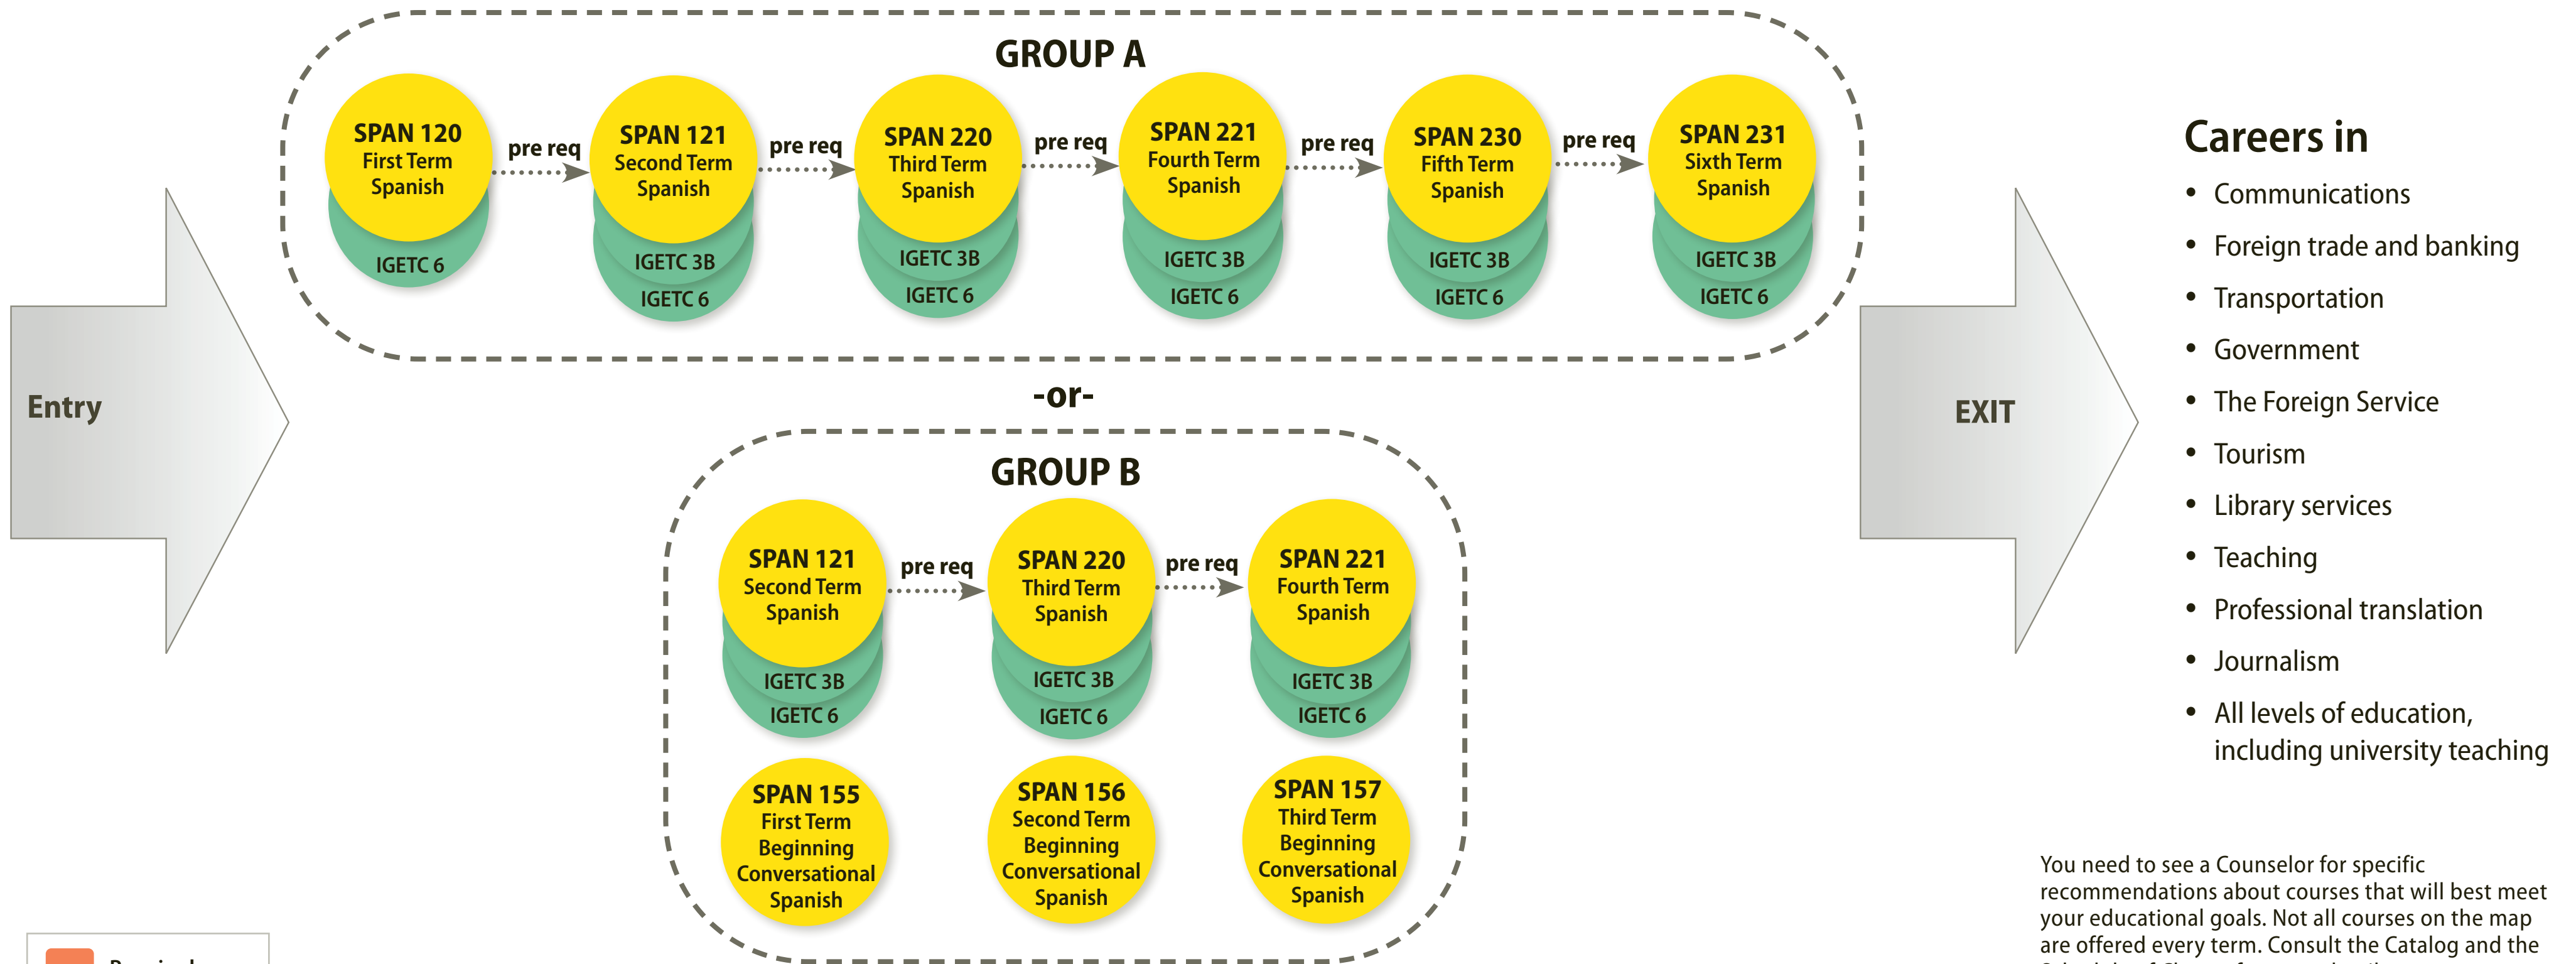 GROUP A
SPAN 120
First Term
Spanish
IGETC 6
pre req
SPAN 121
Second Term
Spanish
IGETC 3B
IGETC 6
pre req
SPAN 220
Third Term
Spanish
IGETC 3B
IGETC 6
pre req
SPAN 221
Fourth Term
Spanish
IGETC 3B
IGETC 6
pre req
SPAN 230
Fifth Term
Spanish
IGETC 3B
IGETC 6
pre req
SPAN 231
Sixth Term
Spanish
IGETC 3B
IGETC 6
Entry
-or-
GROUP B
SPAN 121
Second Term
Spanish
IGETC 3B
IGETC 6
pre req
SPAN 220
Third Term
Spanish
IGETC 3B
IGETC 6
pre req
SPAN 221
Fourth Term
Spanish
IGETC 3B
IGETC 6
SPAN 155
First Term
Beginning
Conversational
Spanish
SPAN 156
Second Term
Beginning
Conversational
Spanish
SPAN 157
Third Term
Beginning
Conversational
Spanish
EXIT
Careers in
• Communications
• Foreign trade and banking
• Transportation
• Government
• The Foreign Service
• Tourism
• Library services
• Teaching
• Professional translation
• Journalism
• All levels of education,
including university teaching
You need to see a Counselor for specific
recommendations about courses that will best meet
your educational goals. Not all courses on the map
are offered every term. Consult the Catalog and the